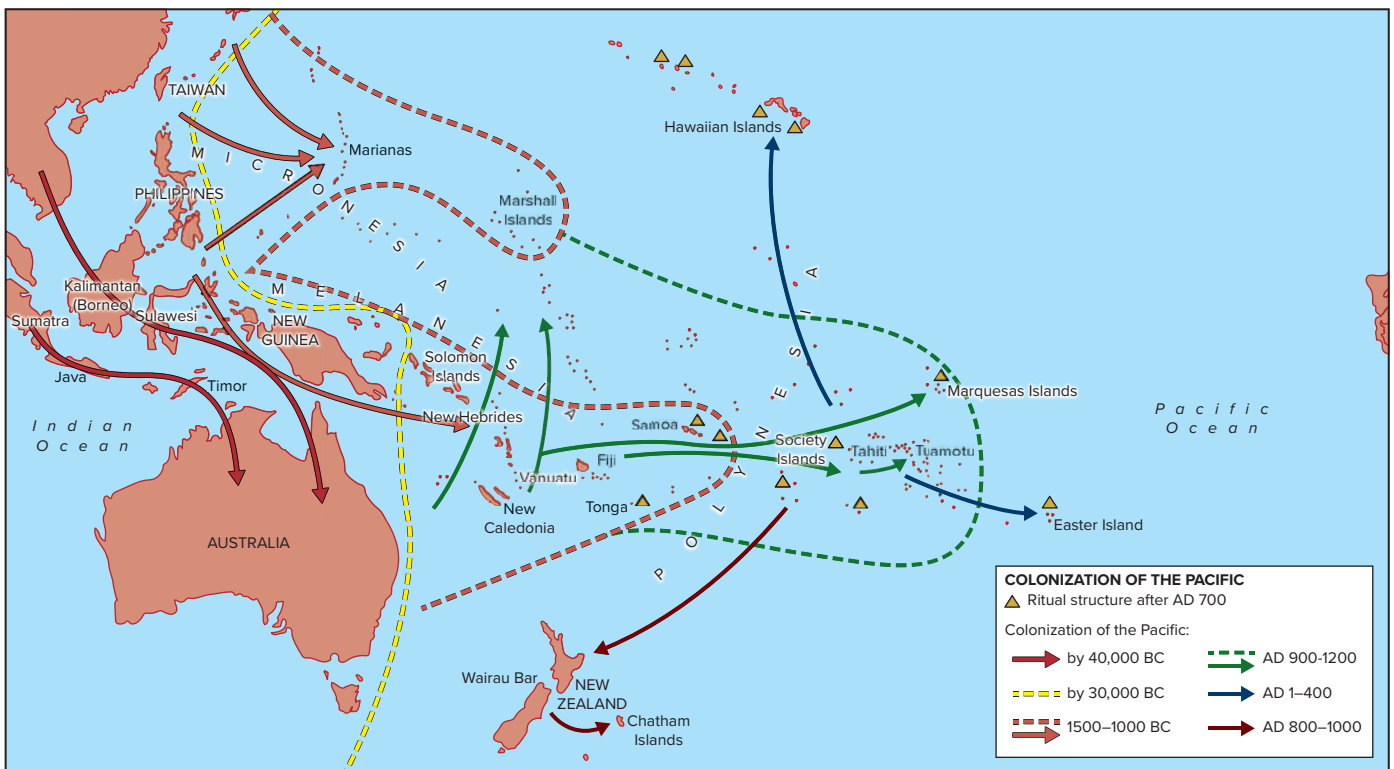 TAIWAN
MICRONESIA
Marianas
PHILIPPINES
Hawaiian Islands
Marshall
Islands
Kalimantan
(Borneo)
Sulawesi
Sumatra
MELANESIA
NEW
GUINEA
Java
Timor
Solomon
Islands
New Hebrides
POLYNESIA
Marquesas Islands
Indian
Ocean
Pacific
Ocean
Samoa
Society
Islands
Tahiti
Tuamotu
Fiji
Vanuatu
New
Caledonia
Tonga
Easter Island
AUSTRALIA
Wairau Bar
NEW
ZEALAND
Chatham
Islands
COLONIZATION OF THE PACIFIC
Ritual structure after AD 700
Colonization of the Pacific:
by 40,000 BC
by 30,000 BC
1500–1000 BC
AD 900-1200
AD 1–400
AD 800–1000